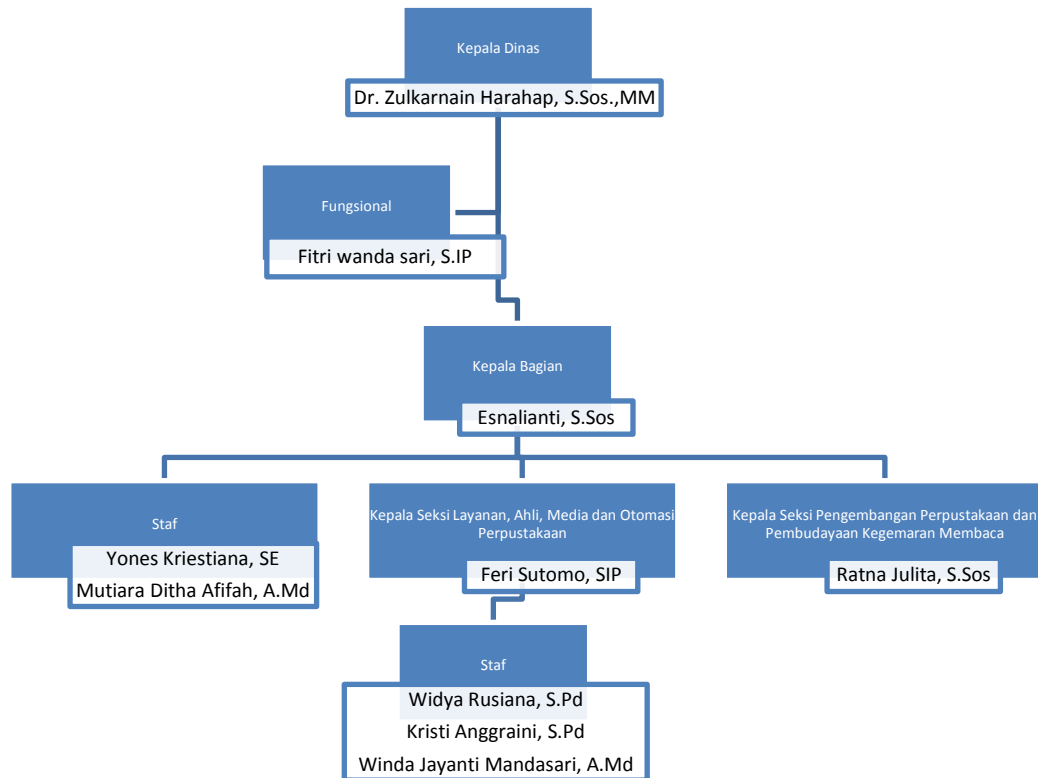 Kepala Dinas
Dr. Zulkarnain Harahap, S.Sos.,MM
Fungsional
Fitri wanda sari, S.IP
Kepala Bagian
Esnalianti, S.Sos
Staf
Yones Kriestiana, SE
Mutiara Ditha Afifah, A.Md
Kepala Seksi Layanan, Ahli, Media dan Otomasi
Perpustakaan
Feri Sutomo, SIP
Kepala Seksi Pengembangan Perpustakaan dan
Pembudayaan Kegemaran Membaca
Ratna Julita, S.Sos
Staf
Widya Rusiana, S.Pd
Kristi Anggraini, S.Pd
Winda Jayanti Mandasari, A.Md